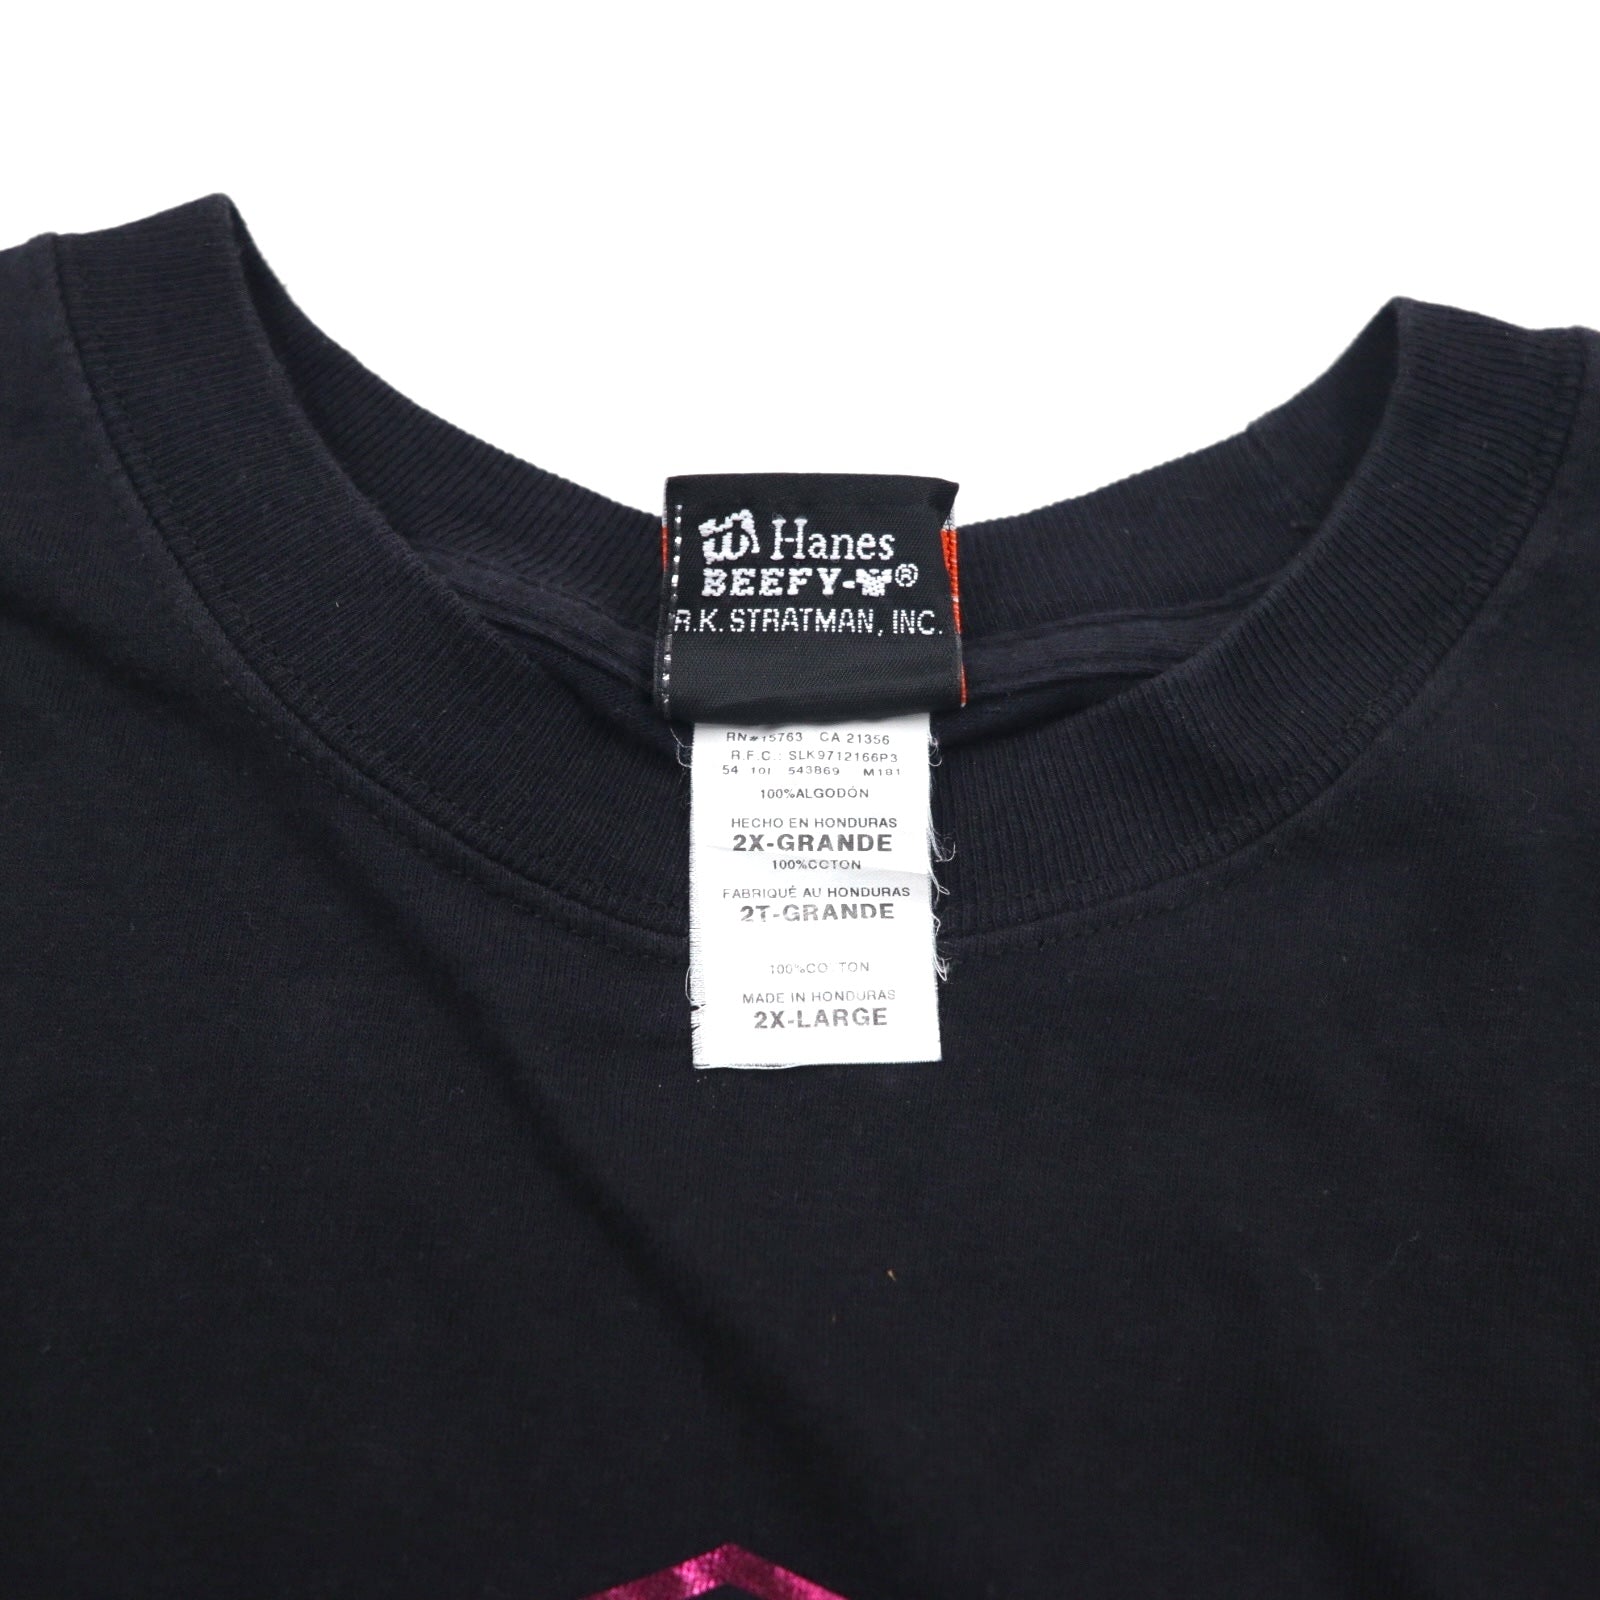 Hanes
BEEFY-T®
R.K. STRATMAN, INC.
RN#15763 CA 21356
R.F.C.: SLK9712166P3
54 101 543869 M181
100%ALGODÓN
HECHO EN HONDURAS
2X-GRANDE
100%COTON
FABRIQUÉ AU HONDURAS
2T-GRANDE
100%COTTON
MADE IN HONDURAS
2X-LARGE